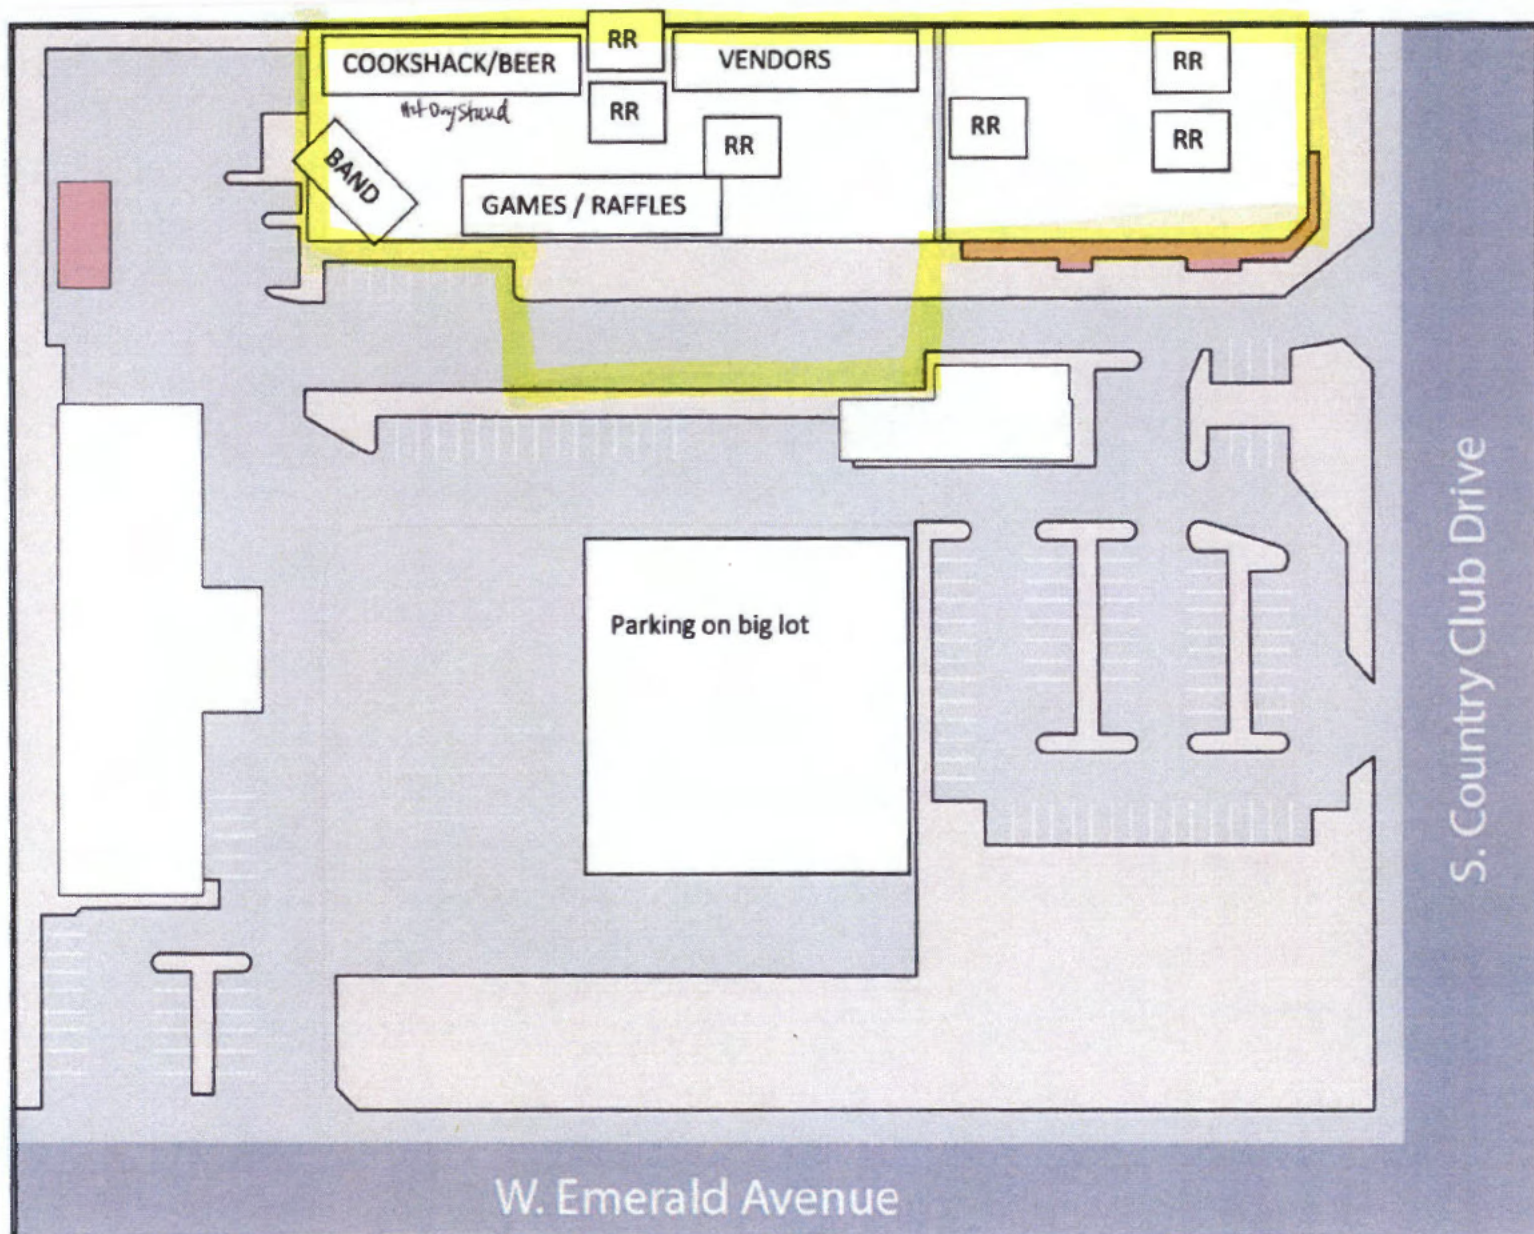 RR
COOKSHACK/BEER
VENDORS
RR
Hot Dog Stand
RR
RR
RR
RR
BAND
GAMES / RAFFLES
Parking on big lot
S. Country Club Drive
W. Emerald Avenue